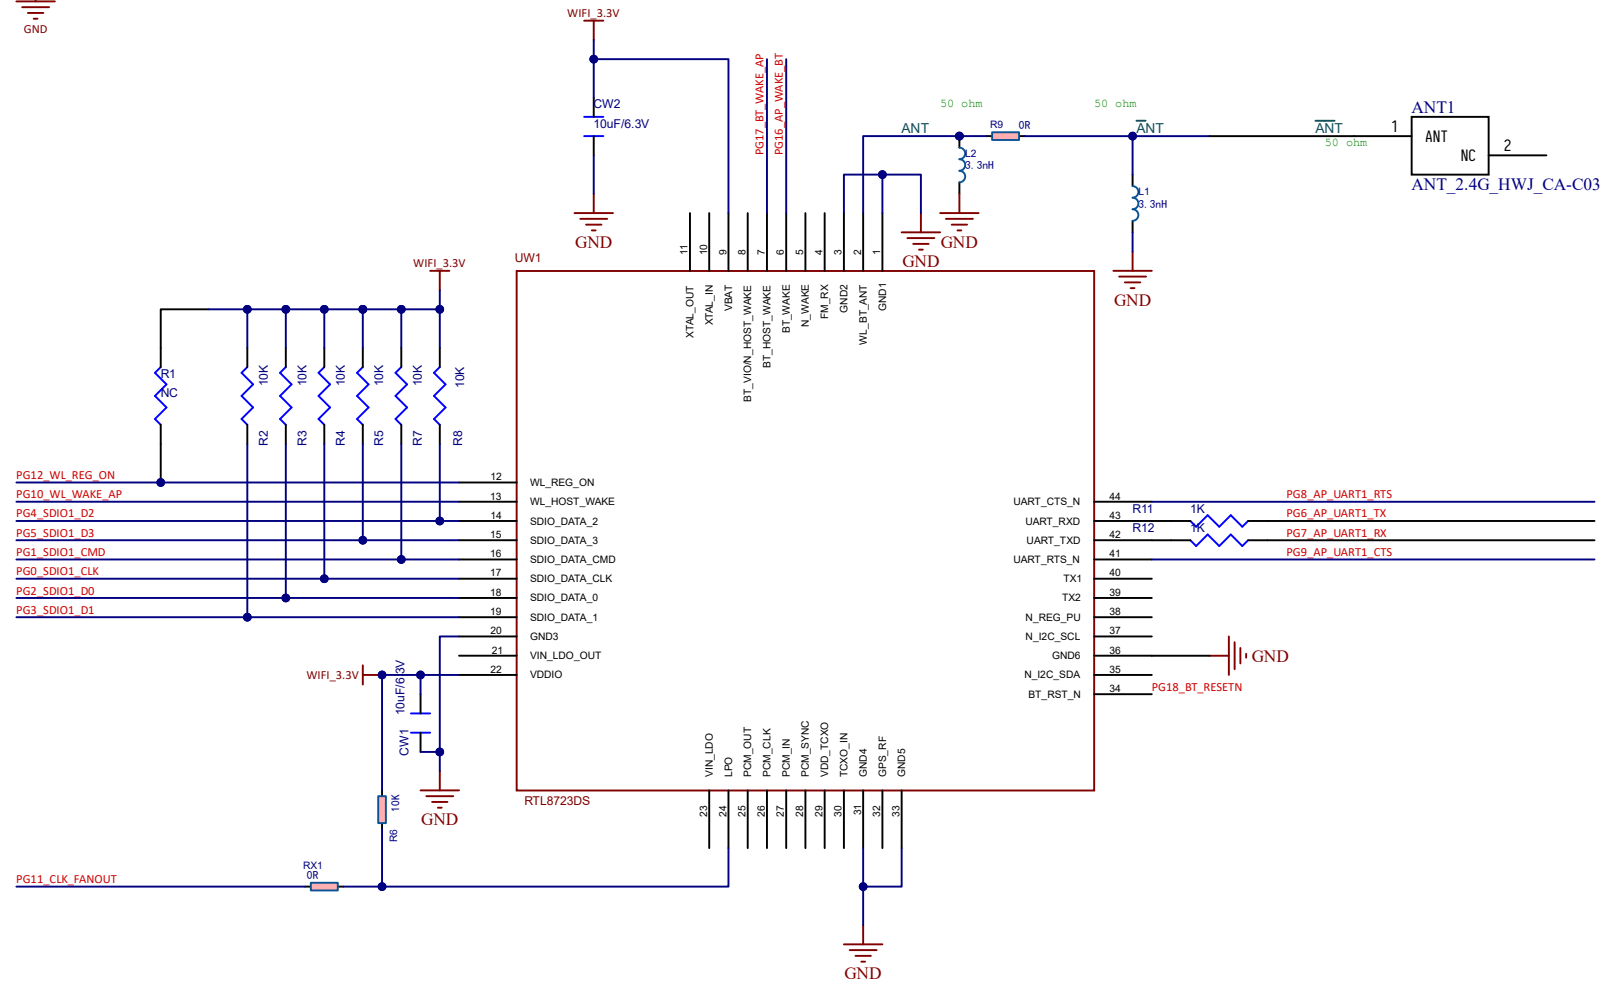 GND
WIFI_3.3V
CW2
10uF/6.3V
GND
PG17_BT_WAKE_AP
PG16_AP_WAKE_BT
50 ohm
50 ohm
ANT
R9
0R
ANT
ANT
50 ohm
L2
3.3nH
GND
GND
L1
3.3nH
GND
ANT1
1
ANT
NC
2
ANT_2.4G_HWJ_CA-C03
UW1
11
10
9
8
7
6
5
4
3
2
1
XTAL_OUT
XTAL_IN
VBAT
BT_VIO/N_HOST_WAKE
BT_HOST_WAKE
BT_WAKE
N_WAKE
FM_RX
GND2
WL_BT_ANT
GND1
WIFI_3.3V
R1
NC
10K
10K
10K
10K
10K
10K
R2
R3
R4
R5
R7
R8
PG12_WL_REG_ON
12
WL_REG_ON
PG10_WL_WAKE_AP
13
WL_HOST_WAKE
PG4_SDIO1_D2
14
SDIO_DATA_2
PG5_SDIO1_D3
15
SDIO_DATA_3
PG1_SDIO1_CMD
16
SDIO_DATA_CMD
PG0_SDIO1_CLK
17
SDIO_DATA_CLK
PG2_SDIO1_D0
18
SDIO_DATA_0
PG3_SDIO1_D1
19
SDIO_DATA_1
20
GND3
21
VIN_LDO_OUT
WIFI_3.3V
22
VDDIO
10uF/6.3V
CW1
GND
10K
R6
RX1
0R
PG11_CLK_FANOUT
UART_CTS_N
44
PG8_AP_UART1_RTS
UART_RXD
43
R11
1K
PG6_AP_UART1_TX
UART_TXD
42
R12
1K
PG7_AP_UART1_RX
UART_RTS_N
41
PG9_AP_UART1_CTS
TX1
40
TX2
39
N_REG_PU
38
N_I2C_SCL
37
GND6
36
GND
N_I2C_SDA
35
BT_RST_N
34
PG18_BT_RESETN
VIN_LDO
LPO
PCM_OUT
PCM_CLK
PCM_IN
PCM_SYNC
VDD_TCXO
TCXO_IN
GND4
GPS_RF
GND5
RTL8723DS
23
24
25
26
27
28
29
30
31
32
33
GND